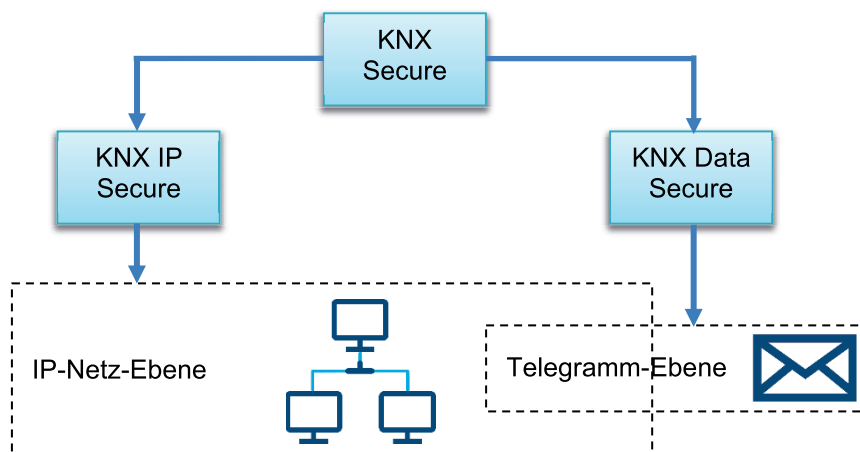 KNX
Secure
KNX IP
Secure
KNX Data
Secure
IP-Netz-Ebene
Telegramm-Ebene